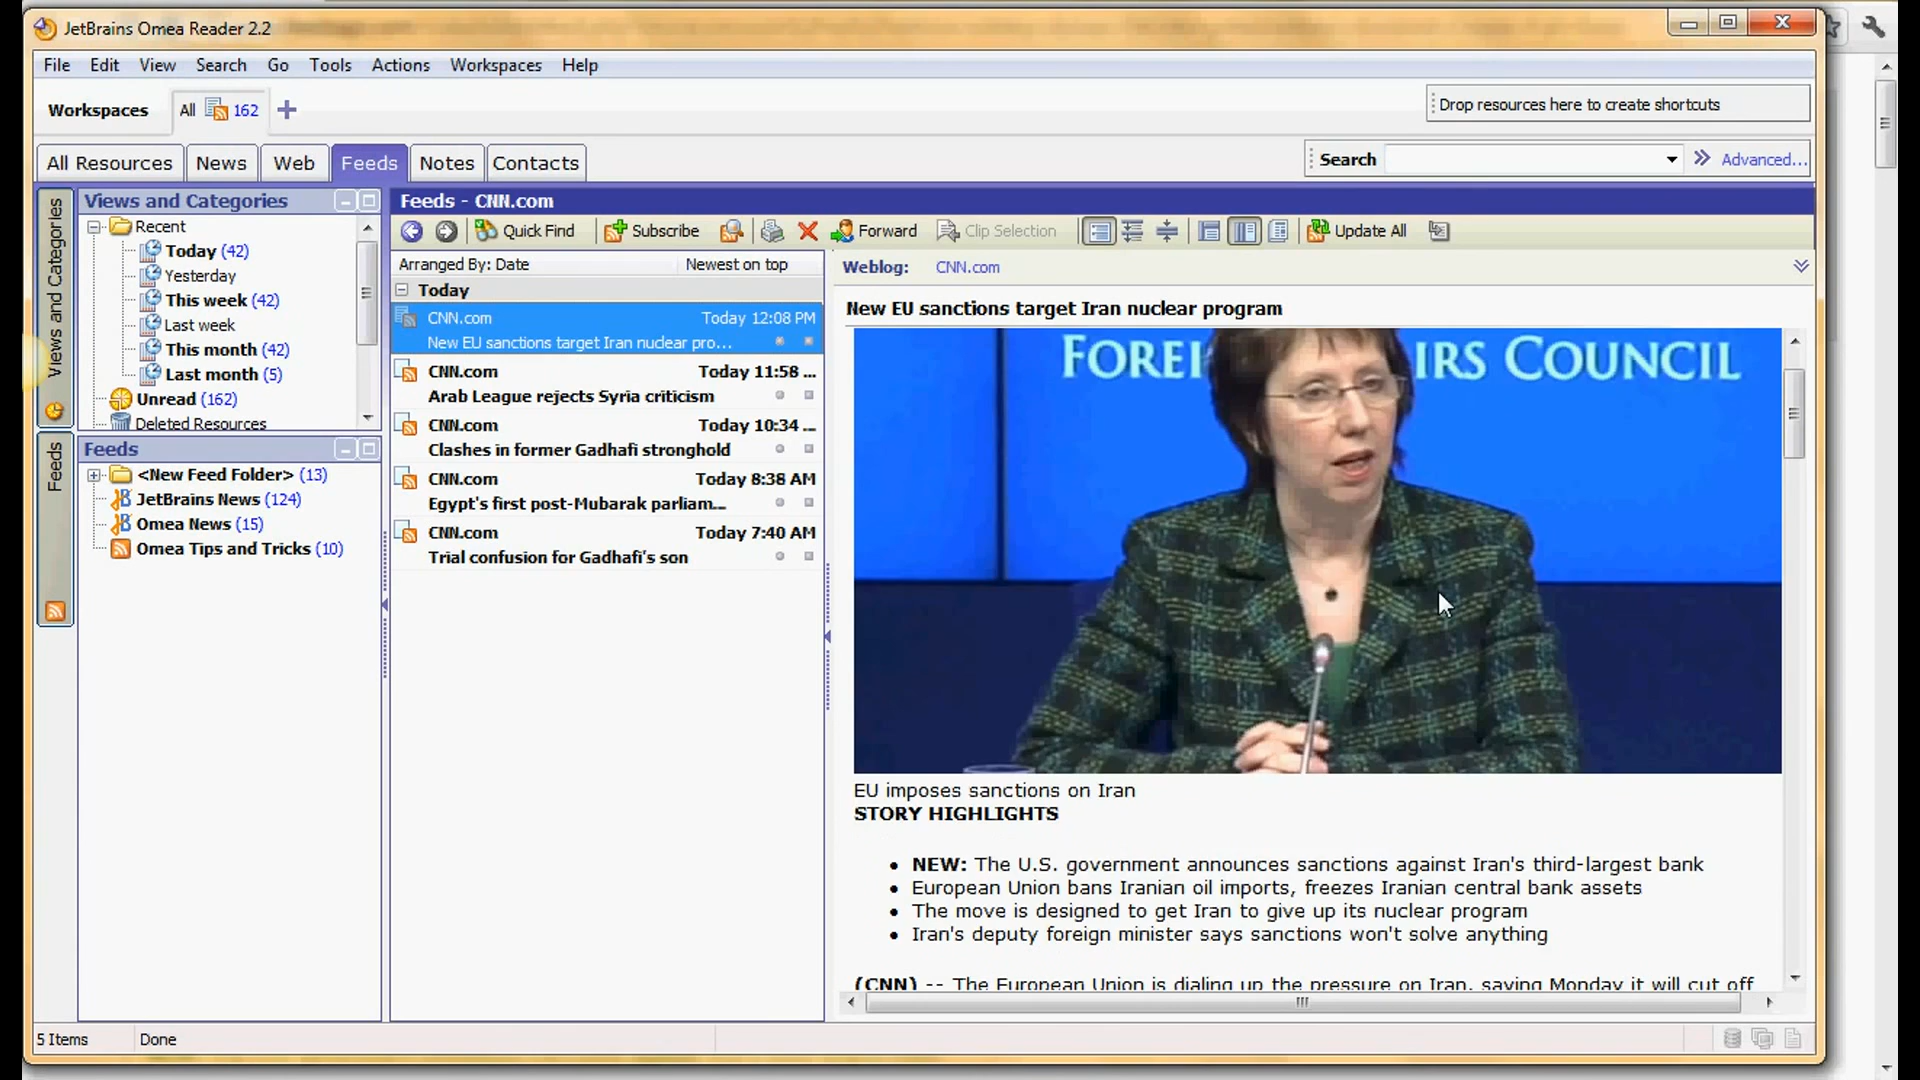 JetBrains Omea Reader 2.2
File Edit View Search Go Tools Actions Workspaces Help
Workspaces All 162
Drop resources here to create shortcuts
All Resources News Web Feeds Notes Contacts
Search Advanced...
Views and Categories
Feeds
Views and Categories
Recent
Today (42)
Yesterday
This week (42)
Last week
This month (42)
Last month (5)
Unread (162)
Deleted Resources
Feeds
<New Feed Folder> (13)
JetBrains News (124)
Omea News (15)
Omea Tips and Tricks (10)
Feeds - CNN.com
Quick Find Subscribe Forward Clip Selection Update All
Arranged By: Date Newest on top
Today
CNN.com Today 12:08 PM
New EU sanctions target Iran nuclear pro...
CNN.com Today 11:58 ...
Arab League rejects Syria criticism
CNN.com Today 10:34 ...
Clashes in former Gadhafi stronghold
CNN.com Today 8:38 AM
Egypt's first post-Mubarak parliam...
CNN.com Today 7:40 AM
Trial confusion for Gadhafi's son
Weblog: CNN.com
New EU sanctions target Iran nuclear program
COUNCIL
EU imposes sanctions on Iran
STORY HIGHLIGHTS
• NEW: The U.S. government announces sanctions against Iran's third-largest bank
• European Union bans Iranian oil imports, freezes Iranian central bank assets
• The move is designed to get Iran to give up its nuclear program
• Iran's deputy foreign minister says sanctions won't solve anything
(CNN) -- The European Union is dialing up the pressure on Iran, saying Monday it will cut off
5 Items Done